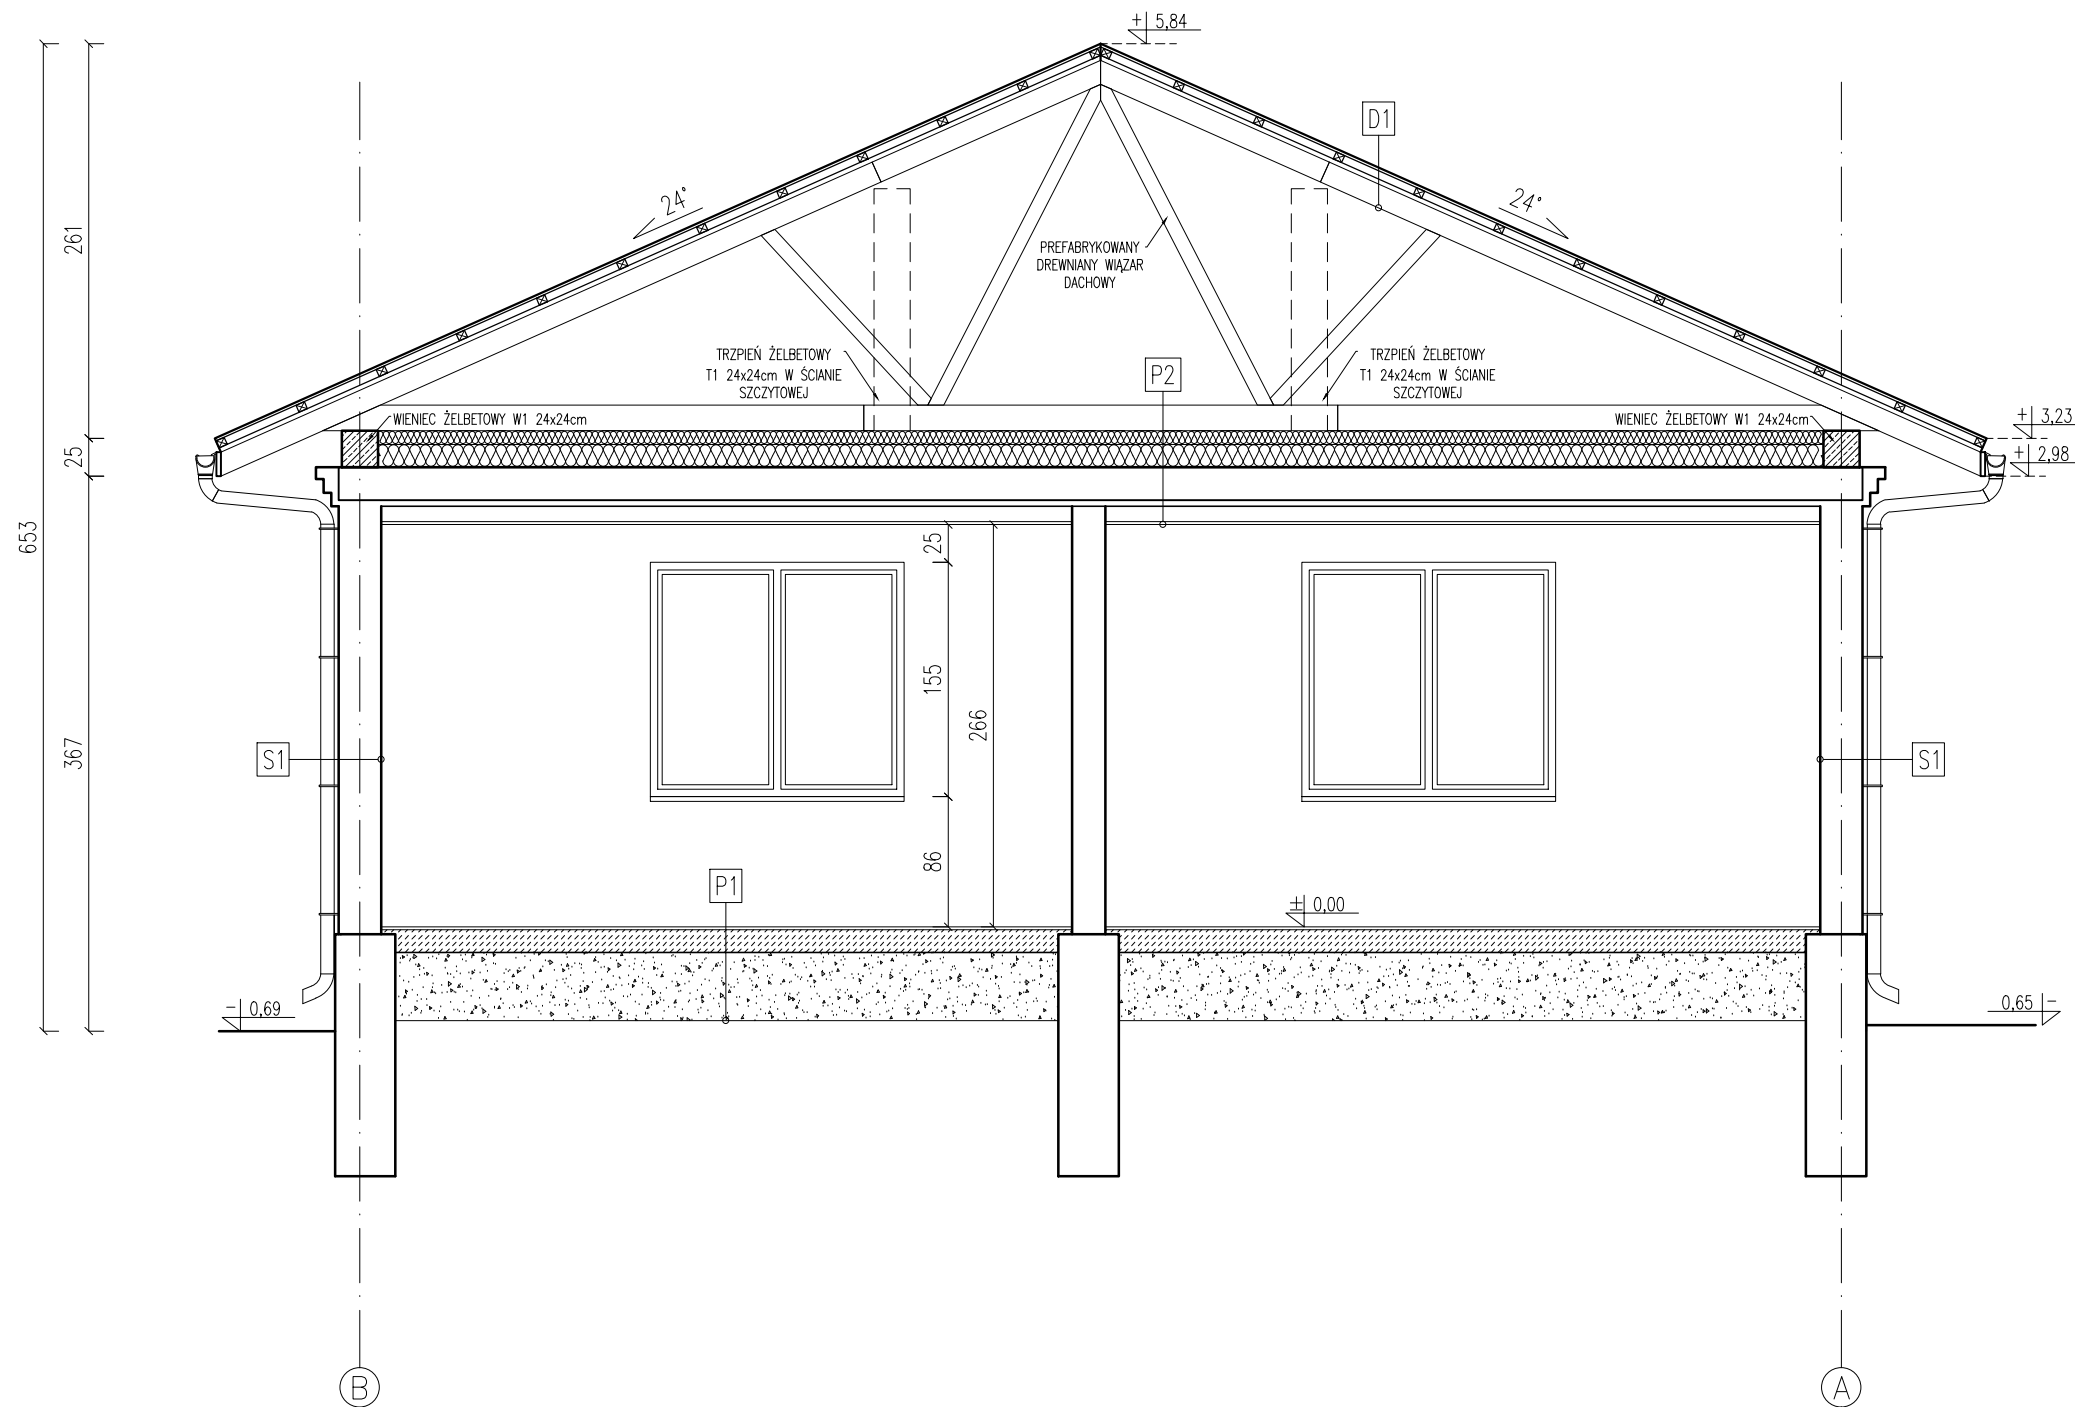 + 5,84
D1
24°
24°
261
PREFABRYKOWANY
DREWNIANY WIĄZAR
DACHOWY
TRZPIEŃ ŻELBETOWY
T1 24x24cm W ŚCIANIE
SZCZYTOWEJ
TRZPIEŃ ŻELBETOWY
T1 24x24cm W ŚCIANIE
SZCZYTOWEJ
P2
WIENIEC ŻELBETOWY W1 24x24cm
WIENIEC ŻELBETOWY W1 24x24cm
+ 3,23
25
+ 2,98
653
25
155
266
367
S1
S1
86
P1
± 0,00
- 0,69
0,65 -
B
A